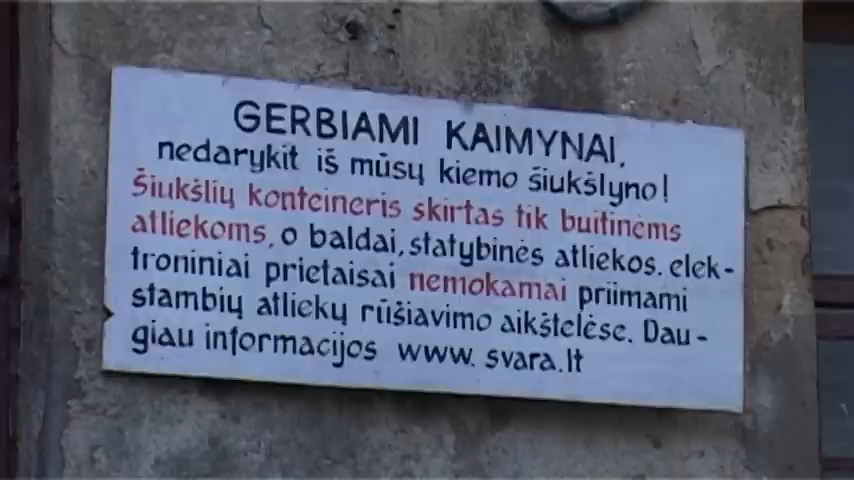 GERBIAMI KAIMYNAI,
nedarykit iš mūsų kiemo šiukšlyno!
Šiukšlių konteineris skirtas tik buitinėms
atliekoms, o baldai, statybinės atliekos, elek-
troniniai prietaisai nemokamai priimami
stambių atliekų rūšiavimo aikštelėse. Dau-
giau informacijos www.svara.lt